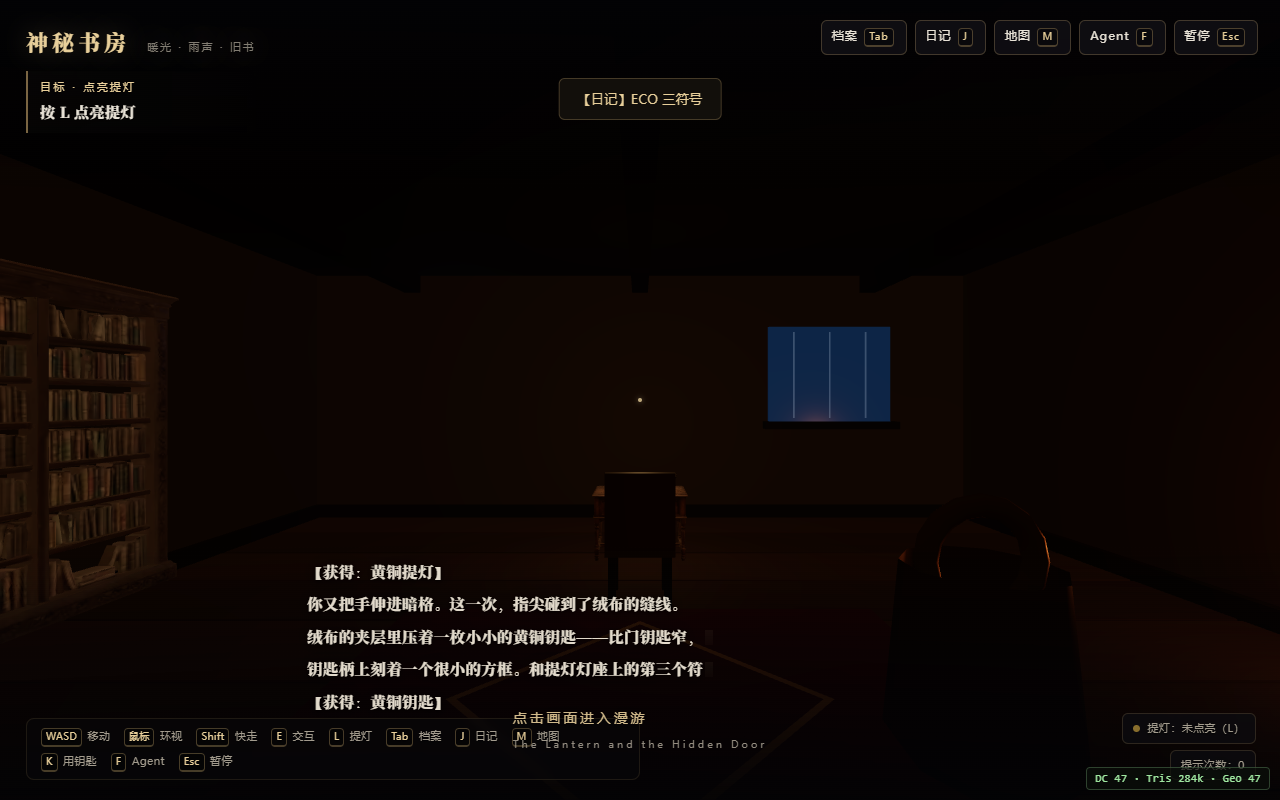 神秘书房 暖光 · 雨声 · 旧书
档案 Tab 日记 J 地图 M Agent F 暂停 Esc
目标 · 点亮提灯
按 L 点亮提灯
【日记】ECO 三符号
【获得：黄铜提灯】
你又把手伸进暗格。这一次，指尖碰到了绒布的缝线。
绒布的夹层里压着一枚小小的黄铜钥匙——比门钥匙窄，
钥匙柄上刻着一个很小的方框。和提灯灯座上的第三个符
【获得：黄铜钥匙】
点击画面进入漫游
The Lantern and the Hidden Door
WASD 移动 鼠标 环视 Shift 快走 E 交互 L 提灯 Tab 档案 J 日记 M 地图
K 用钥匙 F Agent Esc 暂停
提灯：未点亮（L）
提示次数：0
DC 47 · Tris 284k · Geo 47